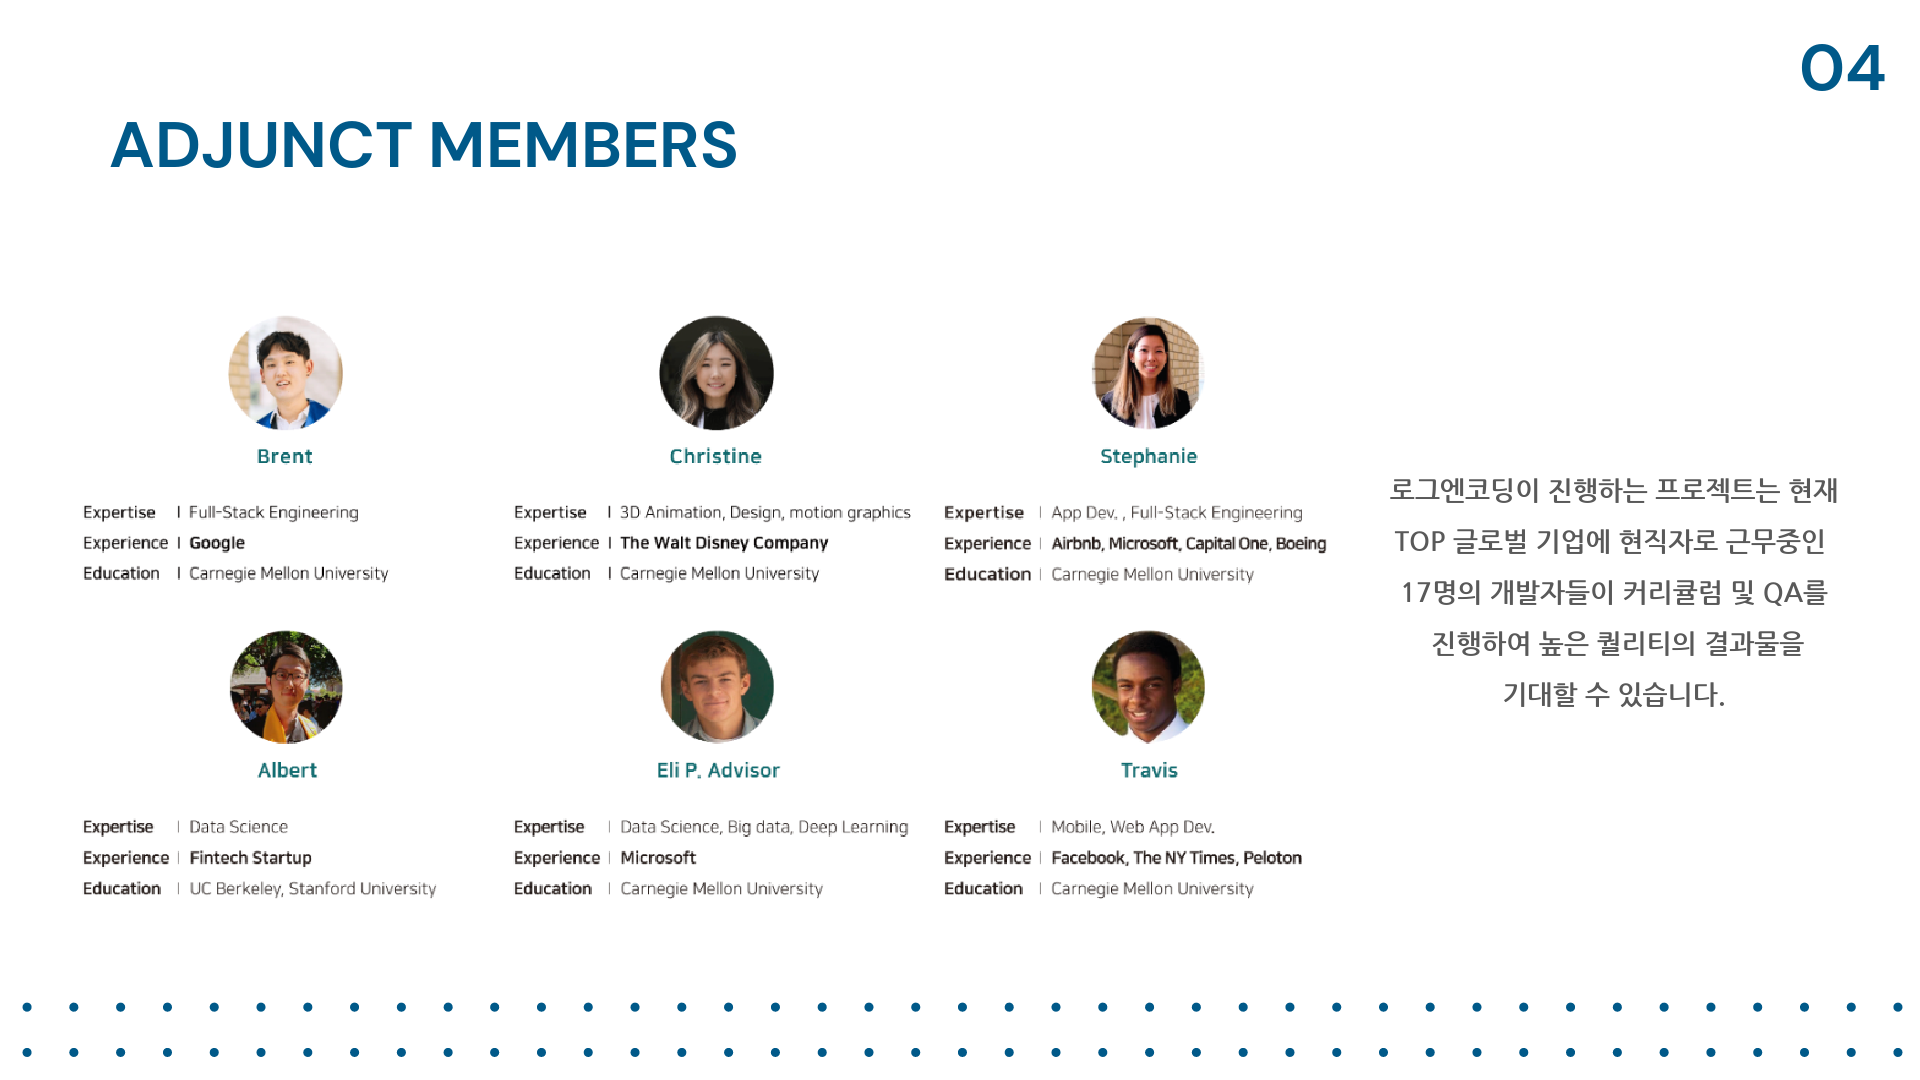 04
ADJUNCT MEMBERS
Brent
Expertise | Full-Stack Engineering
Experience | Google
Education | Carnegie Mellon University
Christine
Expertise | 3D Animation, Design, motion graphics
Experience | The Walt Disney Company
Education | Carnegie Mellon University
Stephanie
Expertise | App Dev. , Full-Stack Engineering
Experience | Airbnb, Microsoft, Capital One, Boeing
Education | Carnegie Mellon University
Albert
Expertise | Data Science
Experience | Fintech Startup
Education | UC Berkeley, Stanford University
Eli P. Advisor
Expertise | Data Science, Big data, Deep Learning
Experience | Microsoft
Education | Carnegie Mellon University
Travis
Expertise | Mobile, Web App Dev.
Experience | Facebook, The NY Times, Peloton
Education | Carnegie Mellon University
로그엔코딩이 진행하는 프로젝트는 현재
TOP 글로벌 기업에 현직자로 근무중인
17명의 개발자들이 커리큘럼 및 QA를
진행하여 높은 퀄리티의 결과물을
기대할 수 있습니다.